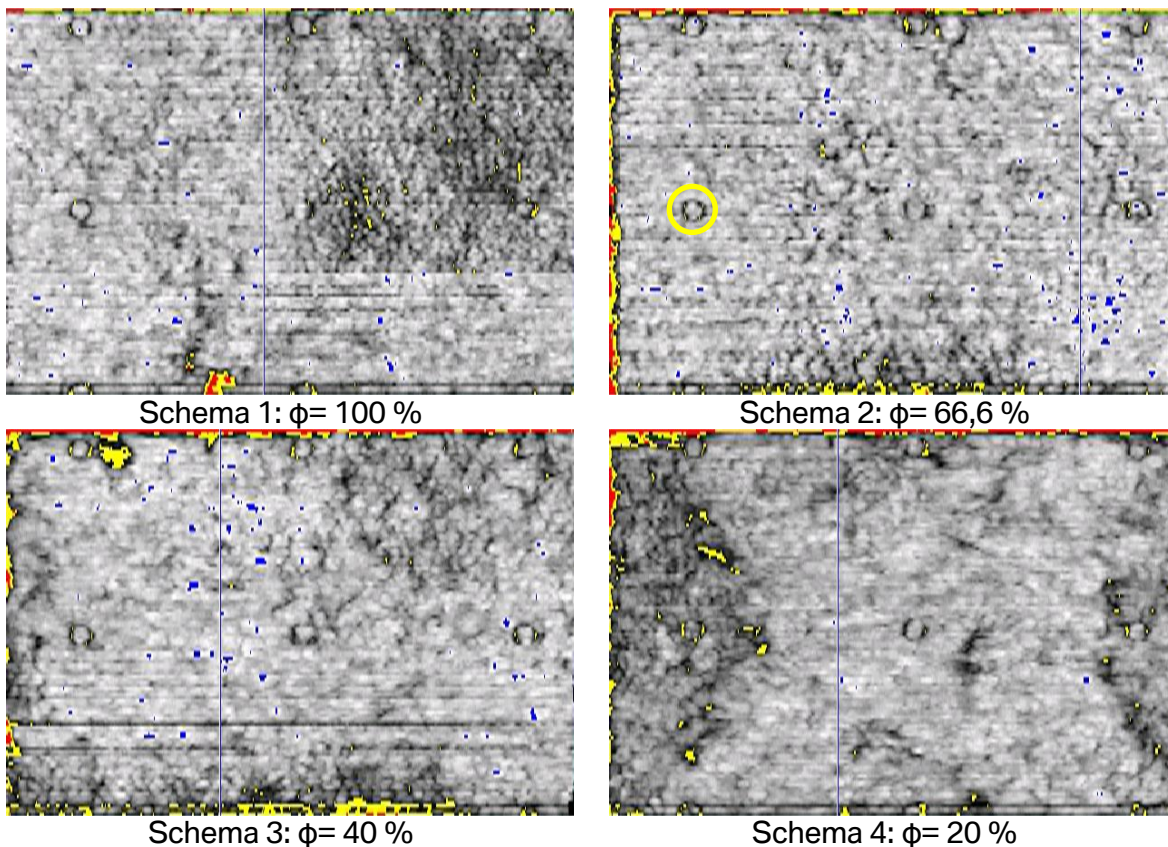 Schema 1: ϕ= 100 %
Schema 2: ϕ= 66,6 %
Schema 3: ϕ= 40 %
Schema 4: ϕ= 20 %